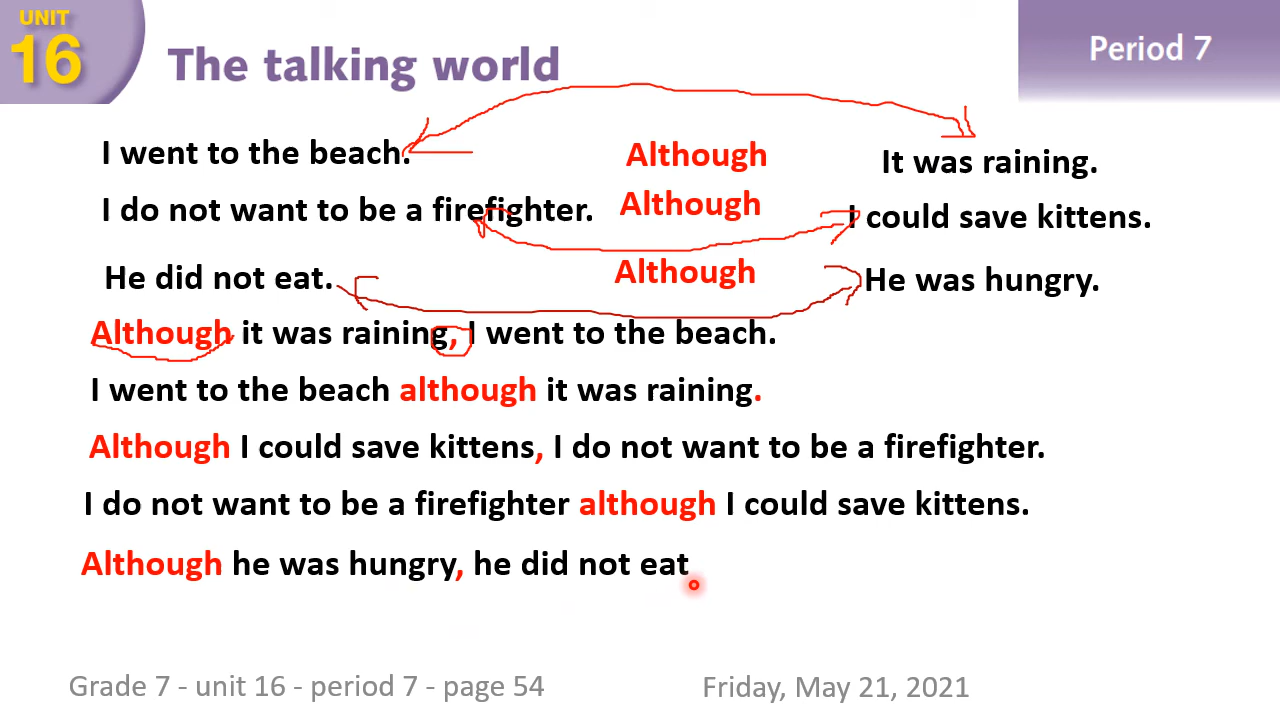 UNIT
16
The talking world
Period 7
I went to the beach. Although It was raining.
I do not want to be a firefighter. Although I could save kittens.
He did not eat. Although He was hungry.
Although it was raining, I went to the beach.
I went to the beach although it was raining.
Although I could save kittens, I do not want to be a firefighter.
I do not want to be a firefighter although I could save kittens.
Although he was hungry, he did not eat
Grade 7 - unit 16 - period 7 - page 54
Friday, May 21, 2021